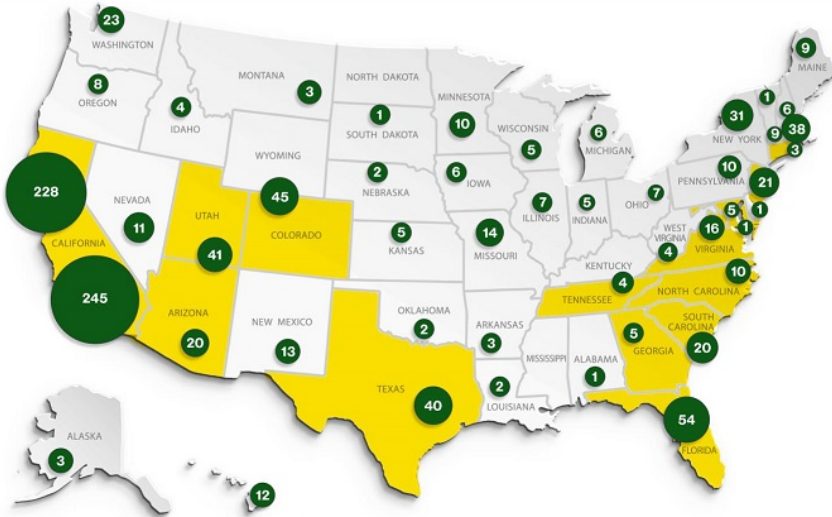 23
WASHINGTON
9
MAINE
8
OREGON
4
IDAHO
MONTANA
3
NORTH DAKOTA
1
SOUTH DAKOTA
MINNESOTA
10
WISCONSIN
5
6
MICHIGAN
31
NEW YORK
1
6
9
38
3
WYOMING
2
NEBRASKA
6
IOWA
10
PENNSYLVANIA
21
228
CALIFORNIA
NEVADA
11
UTAH
41
45
COLORADO
5
KANSAS
14
MISSOURI
7
ILLINOIS
5
INDIANA
7
OHIO
WEST
VIRGINIA
4
16
VIRGINIA
5
1
1
KENTUCKY
4
245
ARIZONA
20
NEW MEXICO
13
OKLAHOMA
2
ARKANSAS
3
TENNESSEE
10
NORTH CAROLINA
SOUTH
CAROLINA
20
TEXAS
40
2
LOUISIANA
MISSISSIPPI
ALABAMA
1
5
GEORGIA
54
FLORIDA
ALASKA
3
12